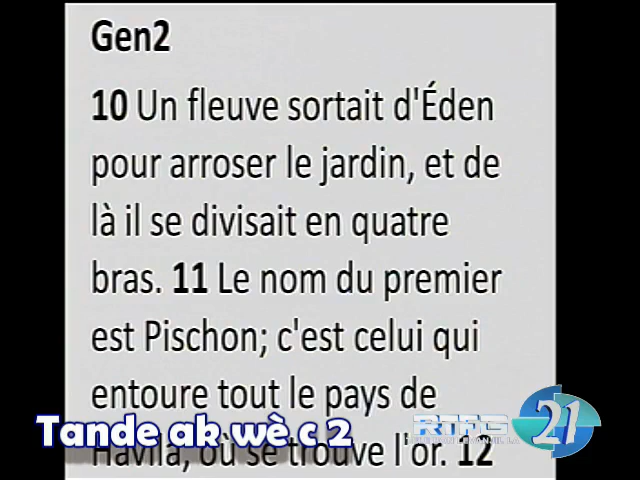 Gen2
10 Un fleuve sortait d'Éden
pour arroser le jardin, et de
là il se divisait en quatre
bras. 11 Le nom du premier
est Pischon; c'est celui qui
entoure tout le pays de
Havila, où se trouve l'or. 12
Tande ak wè c 2
21